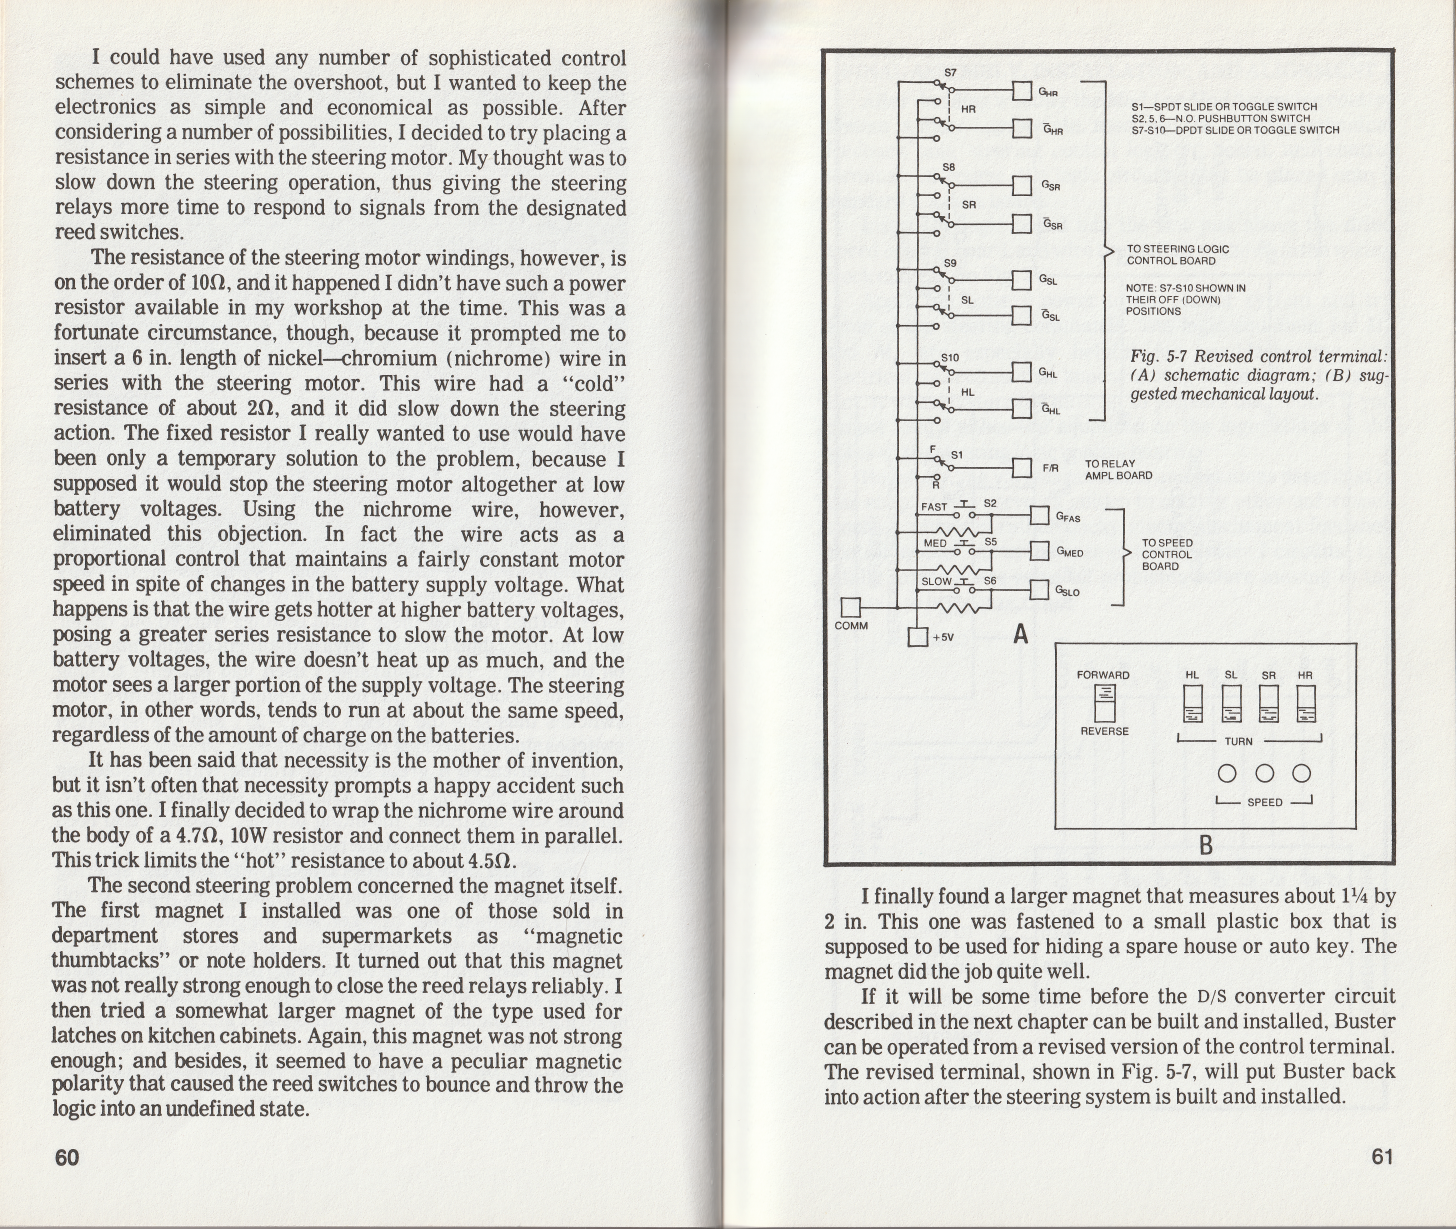 I could have used any number of sophisticated control
schemes to eliminate the overshoot, but I wanted to keep the
electronics as simple and economical as possible. After
considering a number of possibilities, I decided to try placing a
resistance in series with the steering motor. My thought was to
slow down the steering operation, thus giving the steering
relays more time to respond to signals from the designated
reed switches.
The resistance of the steering motor windings, however, is
on the order of 10Ω, and it happened I didn't have such a power
resistor available in my workshop at the time. This was a
fortunate circumstance, though, because it prompted me to
insert a 6 in. length of nickel—chromium (nichrome) wire in
series with the steering motor. This wire had a "cold"
resistance of about 2Ω, and it did slow down the steering
action. The fixed resistor I really wanted to use would have
been only a temporary solution to the problem, because I
supposed it would stop the steering motor altogether at low
battery voltages. Using the nichrome wire, however,
eliminated this objection. In fact the wire acts as a
proportional control that maintains a fairly constant motor
speed in spite of changes in the battery supply voltage. What
happens is that the wire gets hotter at higher battery voltages,
posing a greater series resistance to slow the motor. At low
battery voltages, the wire doesn't heat up as much, and the
motor sees a larger portion of the supply voltage. The steering
motor, in other words, tends to run at about the same speed,
regardless of the amount of charge on the batteries.
It has been said that necessity is the mother of invention,
but it isn't often that necessity prompts a happy accident such
as this one. I finally decided to wrap the nichrome wire around
the body of a 4.7Ω, 10W resistor and connect them in parallel.
This trick limits the "hot" resistance to about 4.5Ω.
The second steering problem concerned the magnet itself.
The first magnet I installed was one of those sold in
department stores and supermarkets as "magnetic
thumbtacks" or note holders. It turned out that this magnet
was not really strong enough to close the reed relays reliably. I
then tried a somewhat larger magnet of the type used for
latches on kitchen cabinets. Again, this magnet was not strong
enough; and besides, it seemed to have a peculiar magnetic
polarity that caused the reed switches to bounce and throw the
logic into an undefined state.
60
S7
GHR
HR
ḠHR
S8
GSR
SR
ḠSR
S9
GSL
SL
ḠSL
S10
GHL
HL
ḠHL
F
S1
F/R
R
TO RELAY
AMPL BOARD
FAST
S2
GFAS
MED
S5
GMED
SLOW
S6
GSLO
TO SPEED
CONTROL
BOARD
COMM
+5V
A
S1—SPDT SLIDE OR TOGGLE SWITCH
S2, 5, 6—N.O. PUSHBUTTON SWITCH
S7-S10—DPDT SLIDE OR TOGGLE SWITCH
TO STEERING LOGIC
CONTROL BOARD
NOTE: S7-S10 SHOWN IN
THEIR OFF (DOWN)
POSITIONS
Fig. 5-7 Revised control terminal:
(A) schematic diagram; (B) sug-
gested mechanical layout.
FORWARD
HL SL SR HR
REVERSE
TURN
SPEED
B
I finally found a larger magnet that measures about 1¼ by
2 in. This one was fastened to a small plastic box that is
supposed to be used for hiding a spare house or auto key. The
magnet did the job quite well.
If it will be some time before the D/S converter circuit
described in the next chapter can be built and installed, Buster
can be operated from a revised version of the control terminal.
The revised terminal, shown in Fig. 5-7, will put Buster back
into action after the steering system is built and installed.
61